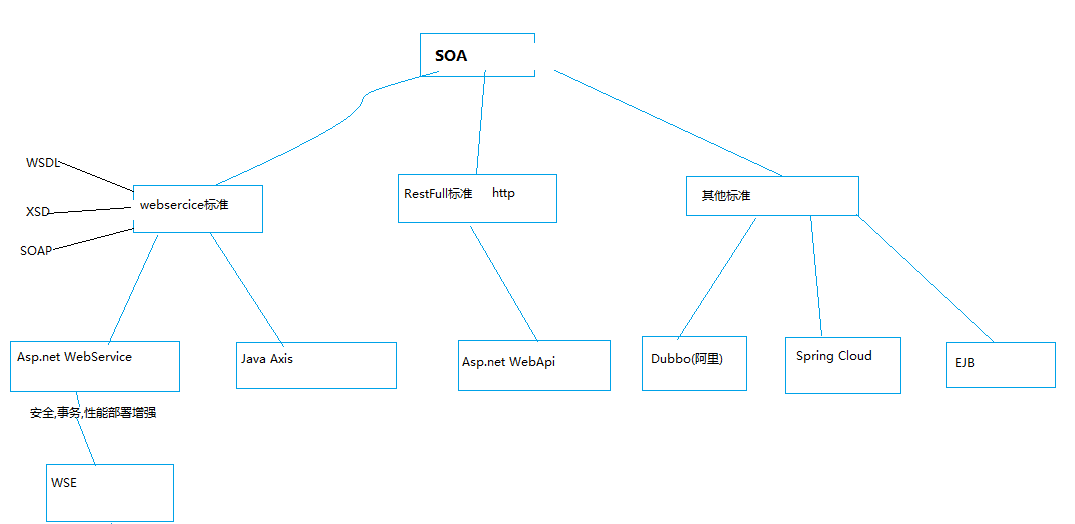 SOA
WSDL
XSD
SOAP
websercice标准
RestFull标准 http
其他标准
Asp.net WebService
Java Axis
Asp.net WebApi
Dubbo(阿里)
Spring Cloud
EJB
安全,事务,性能部署增强
WSE